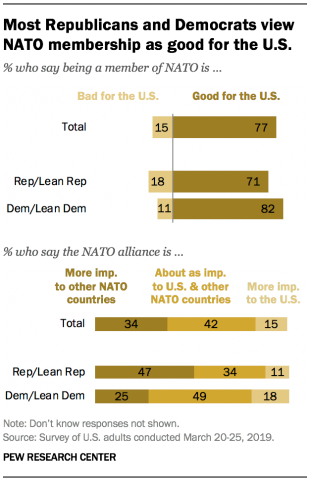 Most Republicans and Democrats view
NATO membership as good for the U.S.
% who say being a member of NATO is ...
Bad for the U.S. Good for the U.S.
Total 15 77
Rep/Lean Rep 18 71
Dem/Lean Dem 11 82
% who say the NATO alliance is ...
More imp. About as imp.
to other NATO to U.S. & other More imp.
countries NATO countries to the U.S.
Total 34 42 15
Rep/Lean Rep 47 34 11
Dem/Lean Dem 25 49 18
Note: Don't know responses not shown.
Source: Survey of U.S. adults conducted March 20-25, 2019.
PEW RESEARCH CENTER